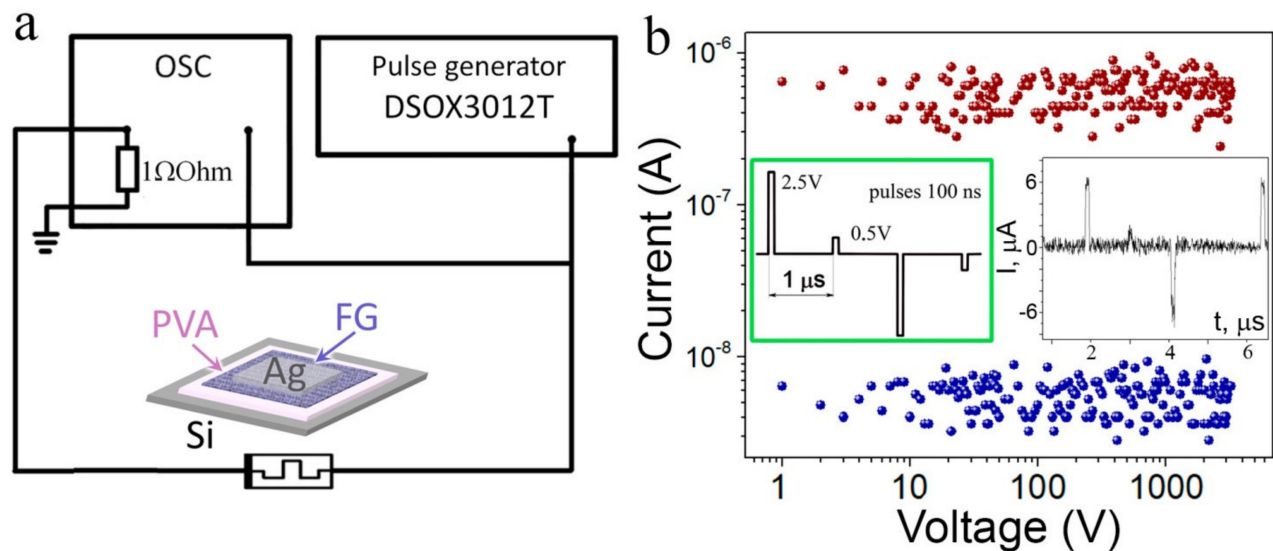 a
OSC
1ΩOhm
Pulse generator
DSOX3012T
PVA
FG
Ag
Si
b
Current (A)
10⁻⁶
10⁻⁷
10⁻⁸
2.5V
pulses 100 ns
0.5V
1 μs
I, μA
6
0
-6
2 4 6
t, μs
1 10 100 1000
Voltage (V)